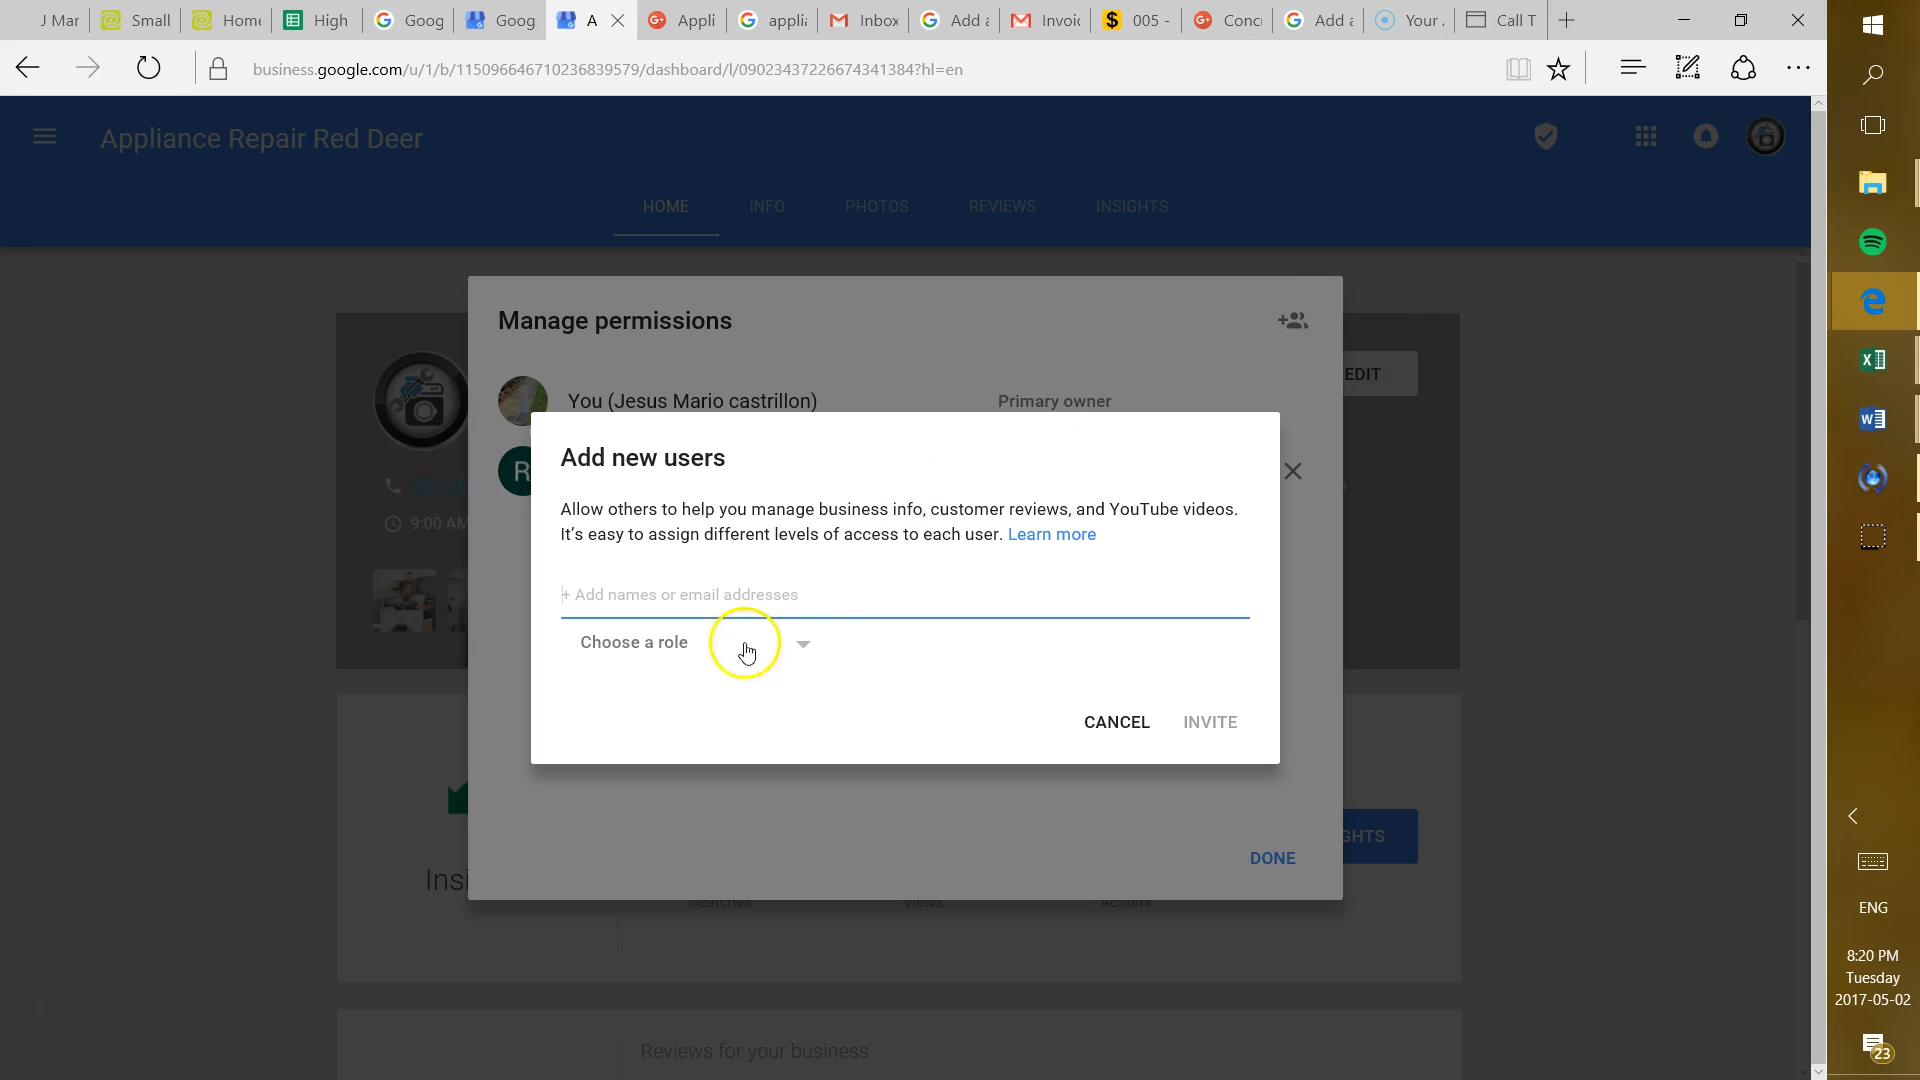 J Mar
Small
Home
High
Goog
Goog
A
Appli
applia
Inbox
Add a
Invoic
005 -
Conc
Add a
Your
Call T
business.google.com/u/1/b/115096646710236839579/dashboard/l/09023437226674341384?hl=en
Appliance Repair Red Deer
HOME
INFO
PHOTOS
REVIEWS
INSIGHTS
Manage permissions
EDIT
You (Jesus Mario castrillon)
Primary owner
R
Add new users
9:00 AM
Allow others to help you manage business info, customer reviews, and YouTube videos.
It's easy to assign different levels of access to each user. Learn more
+ Add names or email addresses
Choose a role
CANCEL
INVITE
GHTS
DONE
Insi
Searches
Views
Actions
Reviews for your business
ENG
8:20 PM
Tuesday
2017-05-02
23